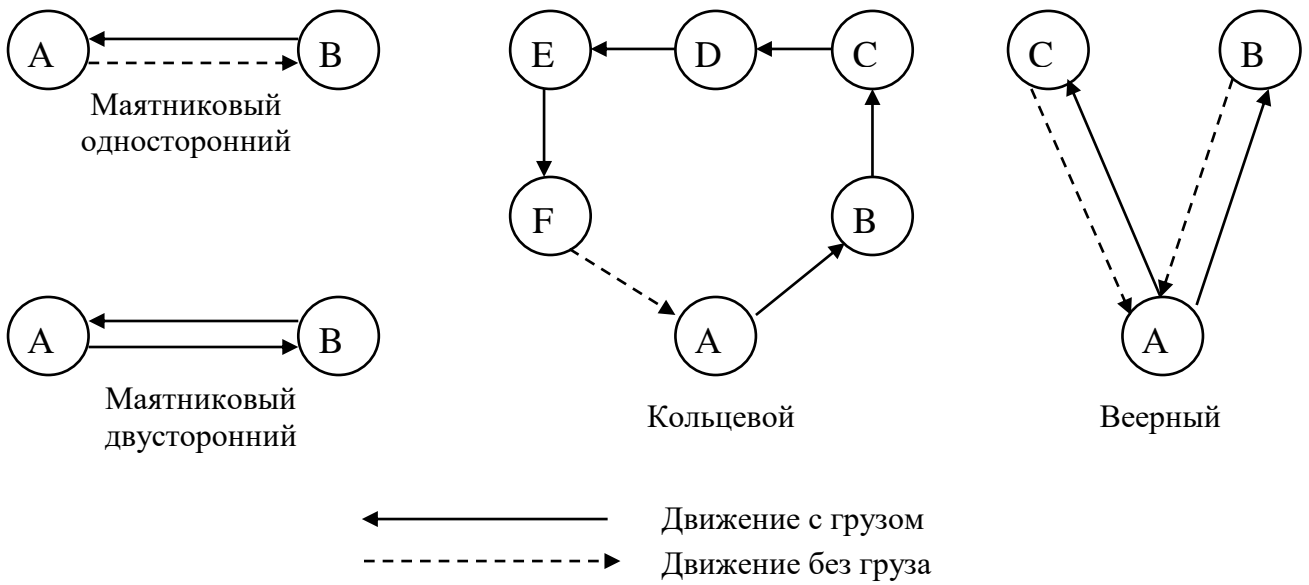 A B
Маятниковый
односторонний
A B
Маятниковый
двусторонний
E D C
F B
A
Кольцевой
C B
A
Веерный
Движение с грузом
Движение без груза